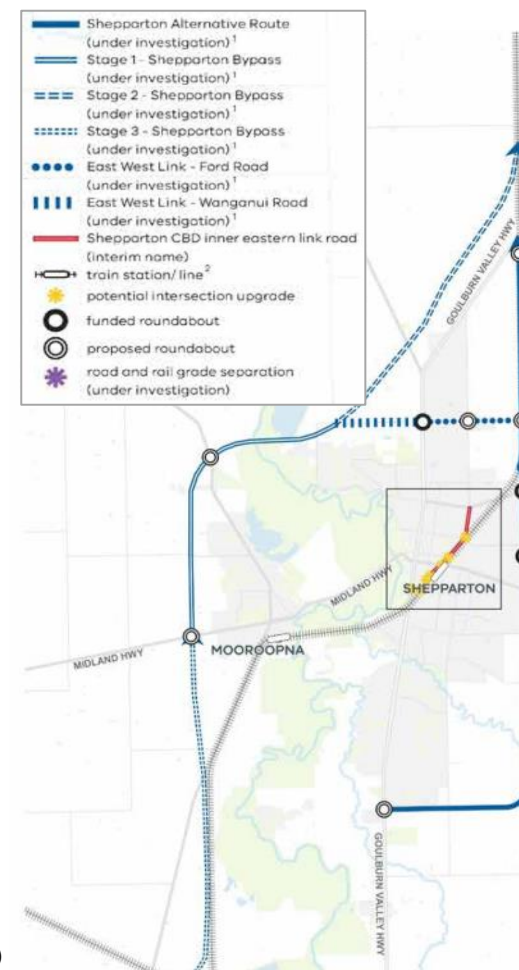 Shepparton Alternative Route
(under investigation) ¹
Stage 1 - Shepparton Bypass
(under investigation) ¹
Stage 2 - Shepparton Bypass
(under investigation) ¹
Stage 3 - Shepparton Bypass
(under investigation) ¹
East West Link - Ford Road
(under investigation) ¹
East West Link - Wanganui Road
(under investigation) ¹
Shepparton CBD inner eastern link road
(interim name)
train station/ line ²
potential intersection upgrade
funded roundabout
proposed roundabout
road and rail grade separation
(under investigation)
GOULBURN VALLEY HWY
MIDLAND HWY
SHEPPARTON
MOOROOPNA
MIDLAND HWY
GOULBURN VALLEY HWY
)